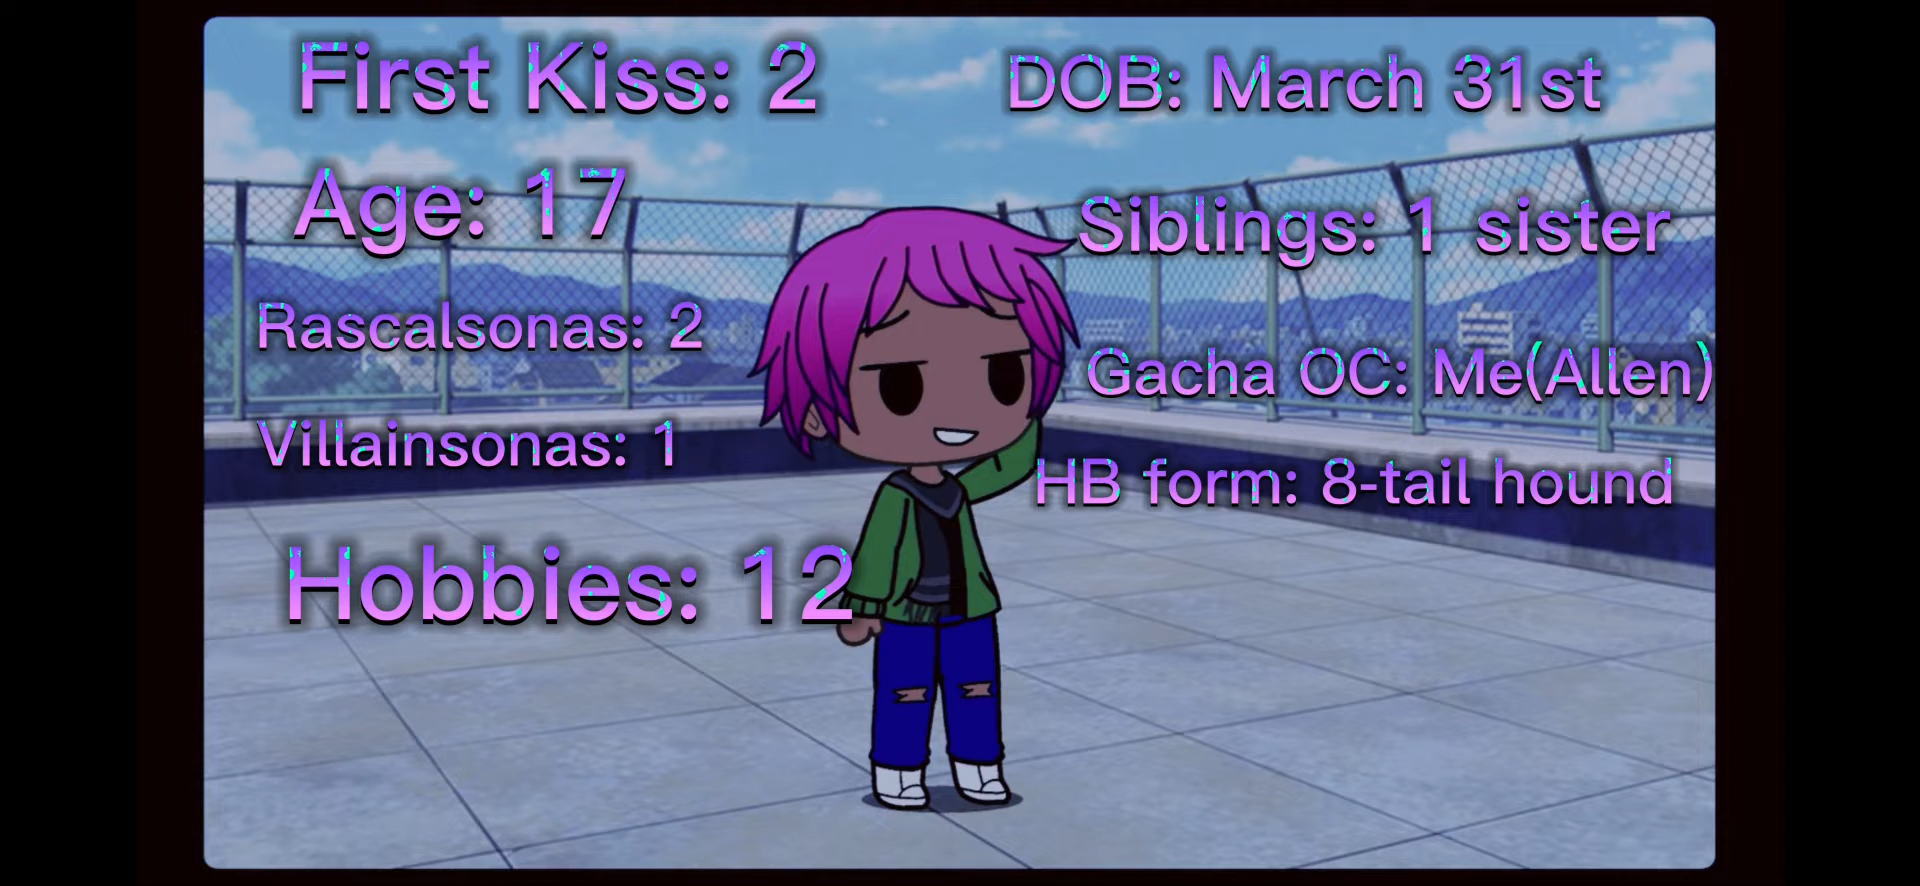 First Kiss: 2
Age: 17
Rascalsonas: 2
Villainsonas: 1
Hobbies: 12
DOB: March 31st
Siblings: 1 sister
Gacha OC: Me(Allen)
HB form: 8-tail hound